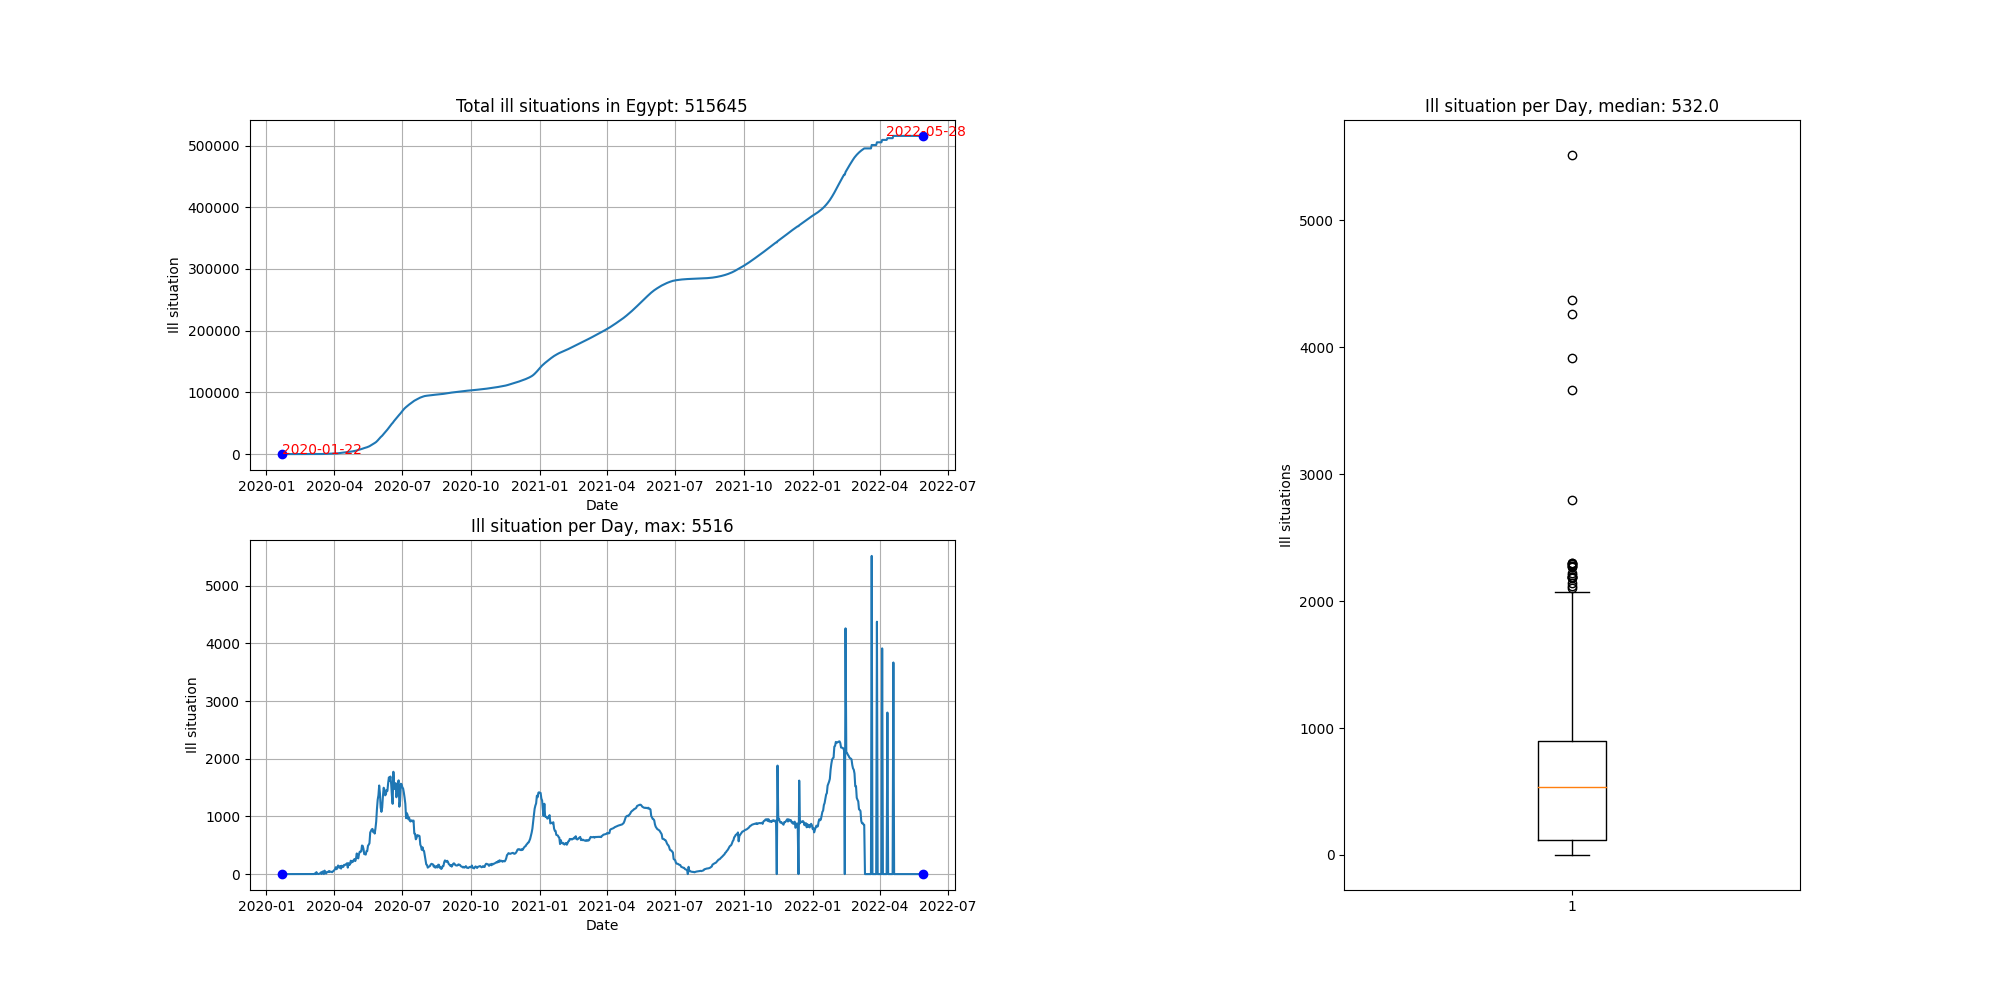 Total ill situations in Egypt: 515645
Ill situation
500000
400000
300000
200000
100000
0
2022-05-28
2020-01-22
2020-01 2020-04 2020-07 2020-10 2021-01 2021-04 2021-07 2021-10 2022-01 2022-04 2022-07
Date
Ill situation per Day, max: 5516
Ill situation
5000
4000
3000
2000
1000
0
2020-01 2020-04 2020-07 2020-10 2021-01 2021-04 2021-07 2021-10 2022-01 2022-04 2022-07
Date
Ill situation per Day, median: 532.0
Ill situations
5000
4000
3000
2000
1000
0
1